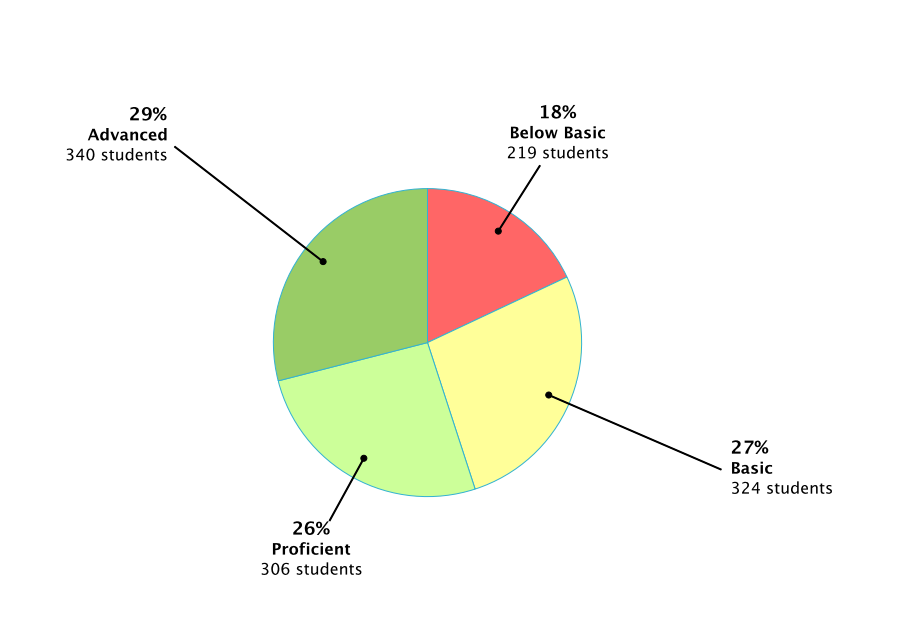 29%
Advanced
340 students
18%
Below Basic
219 students
27%
Basic
324 students
26%
Proficient
306 students